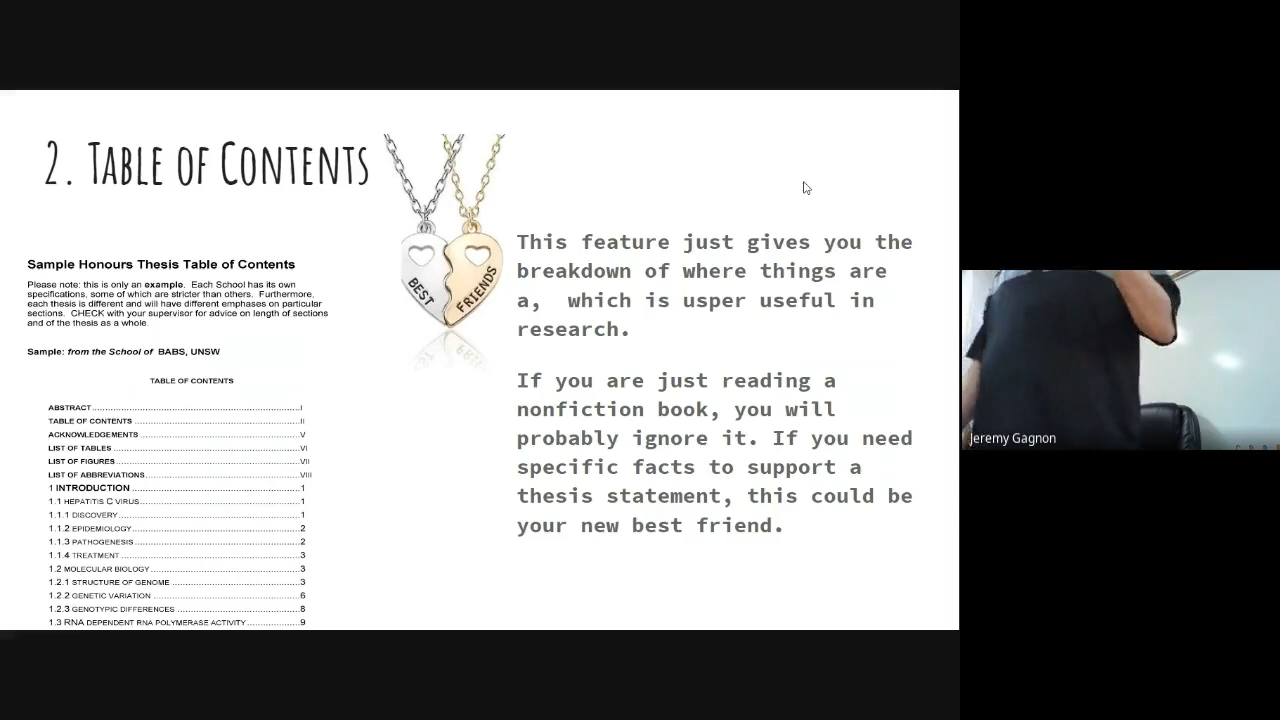 2. Table of Contents
BEST
FRIENDS
This feature just gives you the
breakdown of where things are
a,  which is usper useful in
research.
If you are just reading a
nonfiction book, you will
probably ignore it. If you need
specific facts to support a
thesis statement, this could be
your new best friend.
Sample Honours Thesis Table of Contents
Please note: this is only an example. Each School has its own
specifications, some of which are stricter than others. Furthermore,
each thesis is different and will have different emphases on particular
sections. CHECK with your supervisor for advice on length of sections
and of the thesis as a whole.
Sample: from the School of BABS, UNSW
TABLE OF CONTENTS
ABSTRACT I
TABLE OF CONTENTS II
ACKNOWLEDGEMENTS V
LIST OF TABLES VI
LIST OF FIGURES VII
LIST OF ABBREVIATIONS VIII
1 INTRODUCTION 1
1.1 HEPATITIS C VIRUS 1
1.1.1 DISCOVERY 1
1.1.2 EPIDEMIOLOGY 2
1.1.3 PATHOGENESIS 2
1.1.4 TREATMENT 3
1.2 MOLECULAR BIOLOGY 3
1.2.1 STRUCTURE OF GENOME 3
1.2.2 GENETIC VARIATION 6
1.2.3 GENOTYPIC DIFFERENCES 8
1.3 RNA DEPENDENT RNA POLYMERASE ACTIVITY 9
Jeremy Gagnon